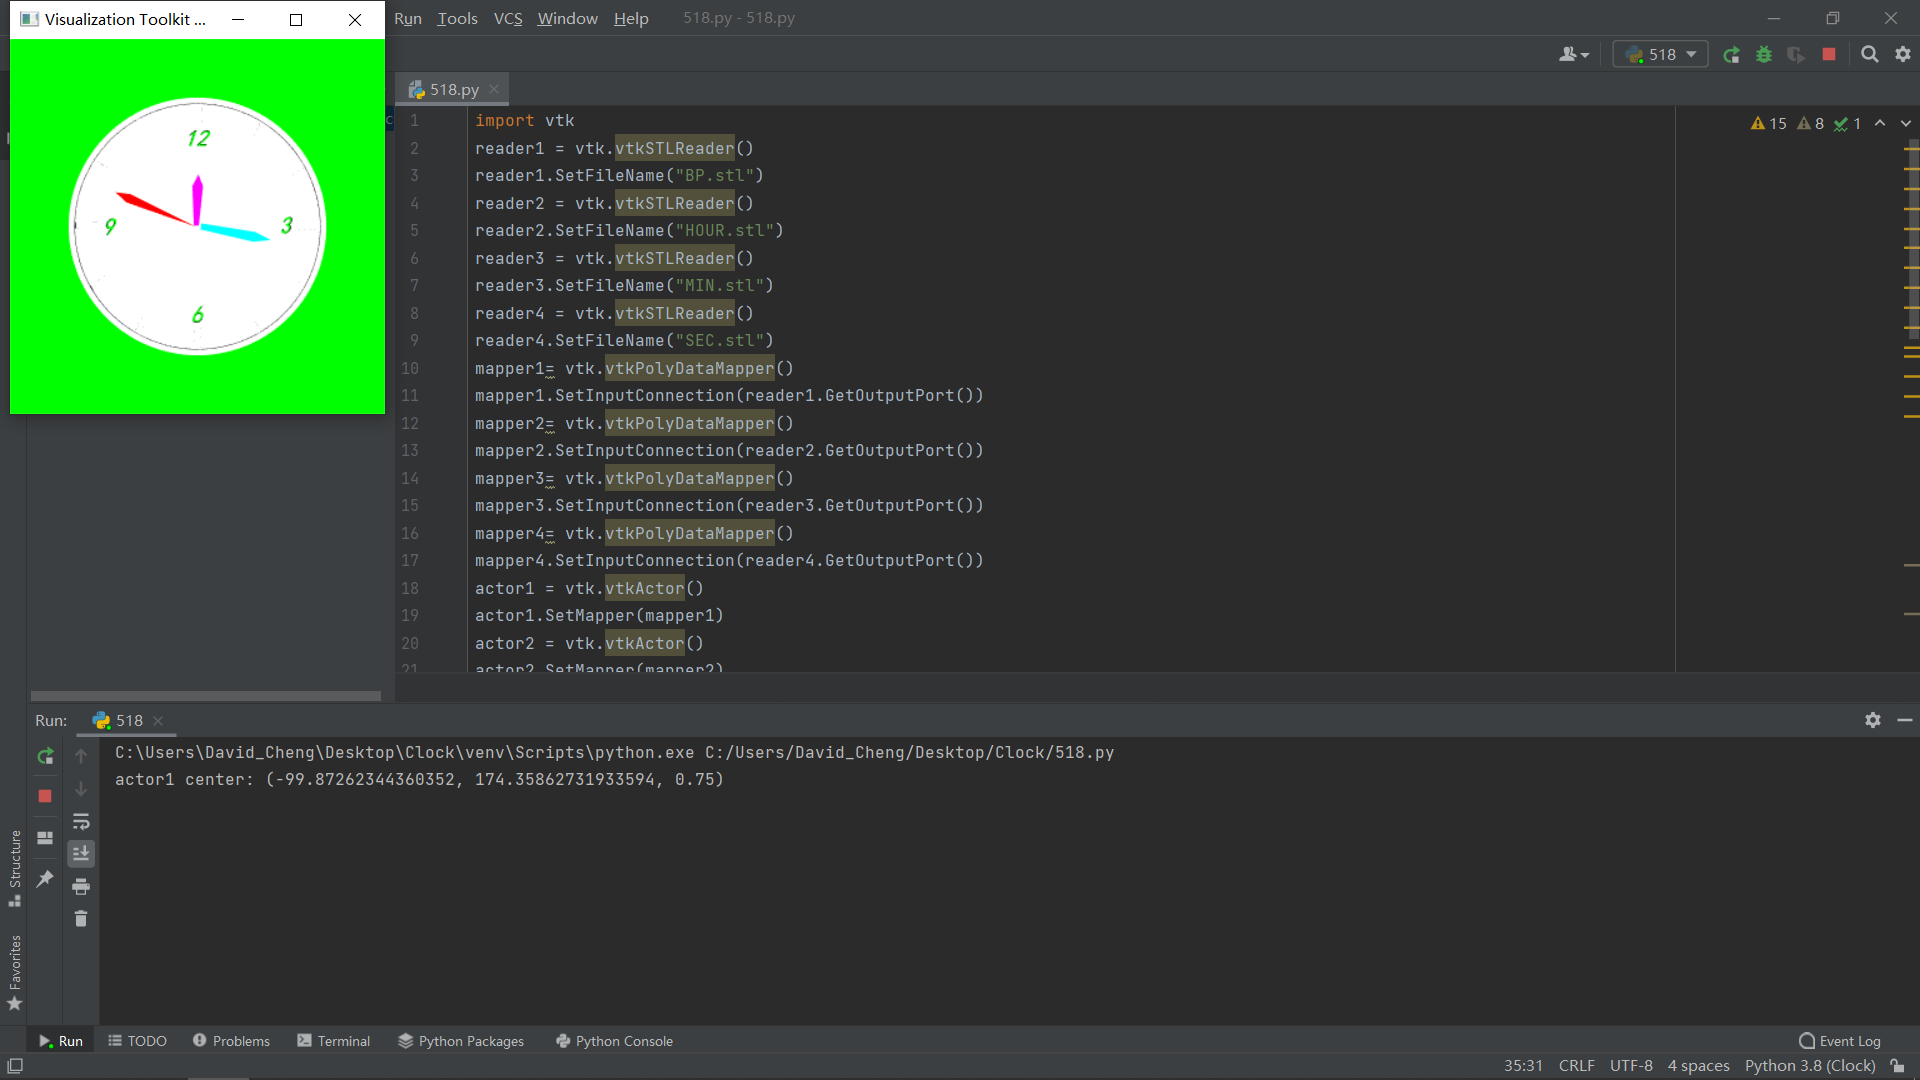 Visualization Toolkit ...
Run Tools VCS Window Help 518.py - 518.py
518
518.py
12
3
6
9
15 8 1
1 import vtk
2 reader1 = vtk.vtkSTLReader()
3 reader1.SetFileName("BP.stl")
4 reader2 = vtk.vtkSTLReader()
5 reader2.SetFileName("HOUR.stl")
6 reader3 = vtk.vtkSTLReader()
7 reader3.SetFileName("MIN.stl")
8 reader4 = vtk.vtkSTLReader()
9 reader4.SetFileName("SEC.stl")
10 mapper1= vtk.vtkPolyDataMapper()
11 mapper1.SetInputConnection(reader1.GetOutputPort())
12 mapper2= vtk.vtkPolyDataMapper()
13 mapper2.SetInputConnection(reader2.GetOutputPort())
14 mapper3= vtk.vtkPolyDataMapper()
15 mapper3.SetInputConnection(reader3.GetOutputPort())
16 mapper4= vtk.vtkPolyDataMapper()
17 mapper4.SetInputConnection(reader4.GetOutputPort())
18 actor1 = vtk.vtkActor()
19 actor1.SetMapper(mapper1)
20 actor2 = vtk.vtkActor()
21 actor2.SetMapper(mapper2)
Run: 518
C:\Users\David_Cheng\Desktop\Clock\venv\Scripts\python.exe C:/Users/David_Cheng/Desktop/Clock/518.py
actor1 center: (-99.87262344360352, 174.35862731933594, 0.75)
Structure
Favorites
Run TODO Problems Terminal Python Packages Python Console Event Log
35:31 CRLF UTF-8 4 spaces Python 3.8 (Clock)